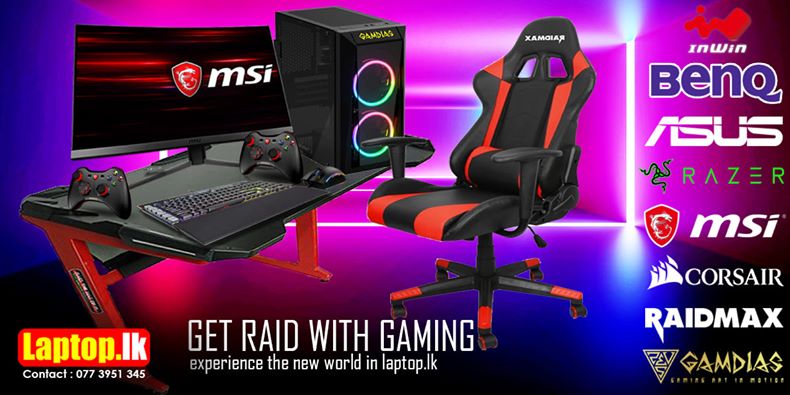 msi
GAMDIAS
RAIDMAX
InWin
BenQ
ASUS
RAZER
msi
CORSAIR
RAIDMAX
GAMDIAS
GAMING ART IN MOTION
GET RAID WITH GAMING
experience the new world in laptop.lk
Laptop.lk
Contact : 077 3951 345